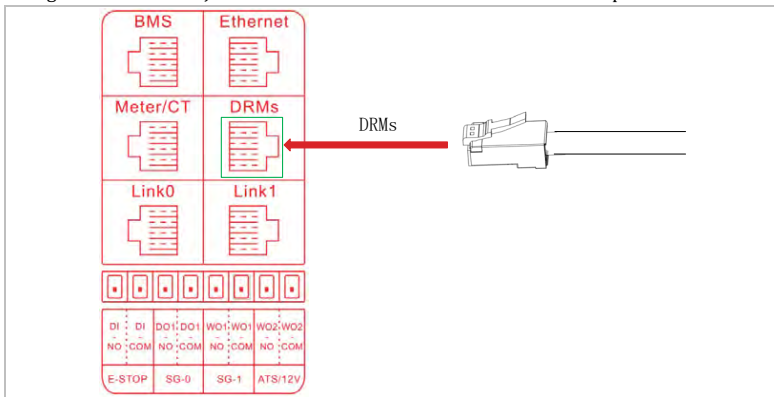 BMS Ethernet
Meter/CT DRMs
DRMs
Link0 Link1
DI DI DO1 DO1 WO1 WO1 WO2 WO2
- - - - - - - -
NO COM NO COM NO COM NO COM
E-STOP SG-0 SG-1 ATS/12V